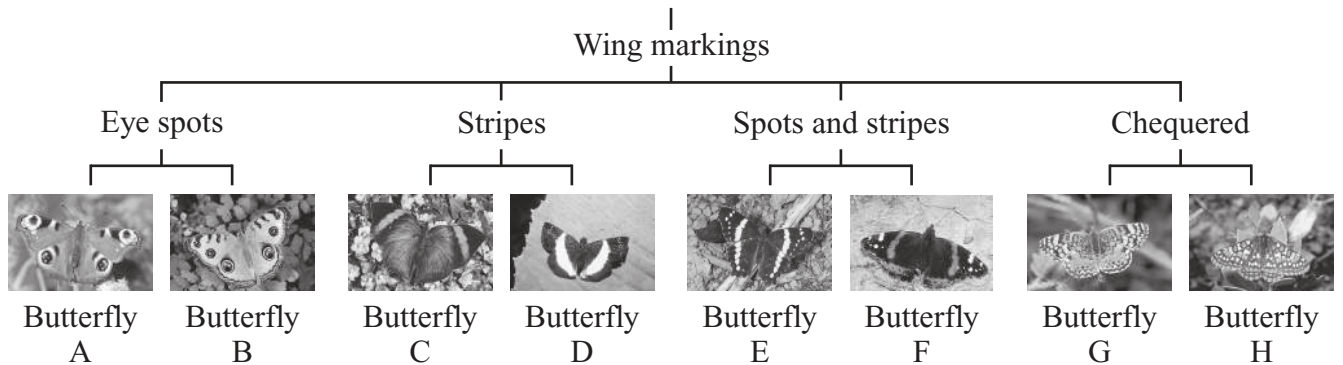 Wing markings
Eye spots
Stripes
Spots and stripes
Chequered
Butterfly
A
Butterfly
B
Butterfly
C
Butterfly
D
Butterfly
E
Butterfly
F
Butterfly
G
Butterfly
H